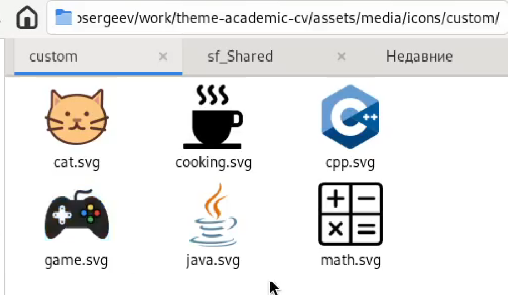 osergeev/work/theme-academic-cv/assets/media/icons/custom/
custom × sf_Shared × Недавние
cat.svg cooking.svg cpp.svg
game.svg java.svg math.svg